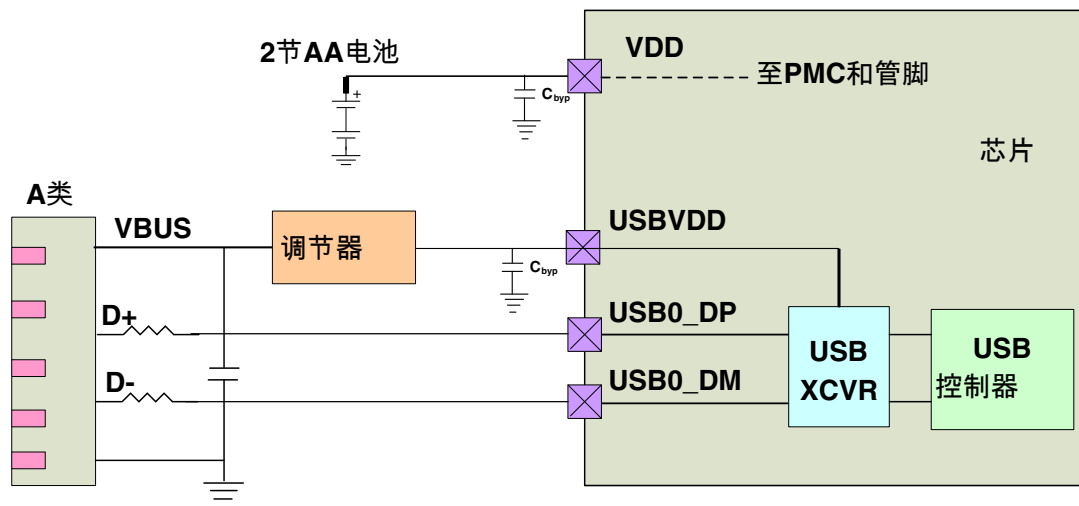 2节AA电池
VDD
Cbyp
至PMC和管脚
芯片
A类
VBUS
调节器
USBVDD
Cbyp
D+
USB0_DP
D-
USB0_DM
USB
XCVR
USB
控制器
+